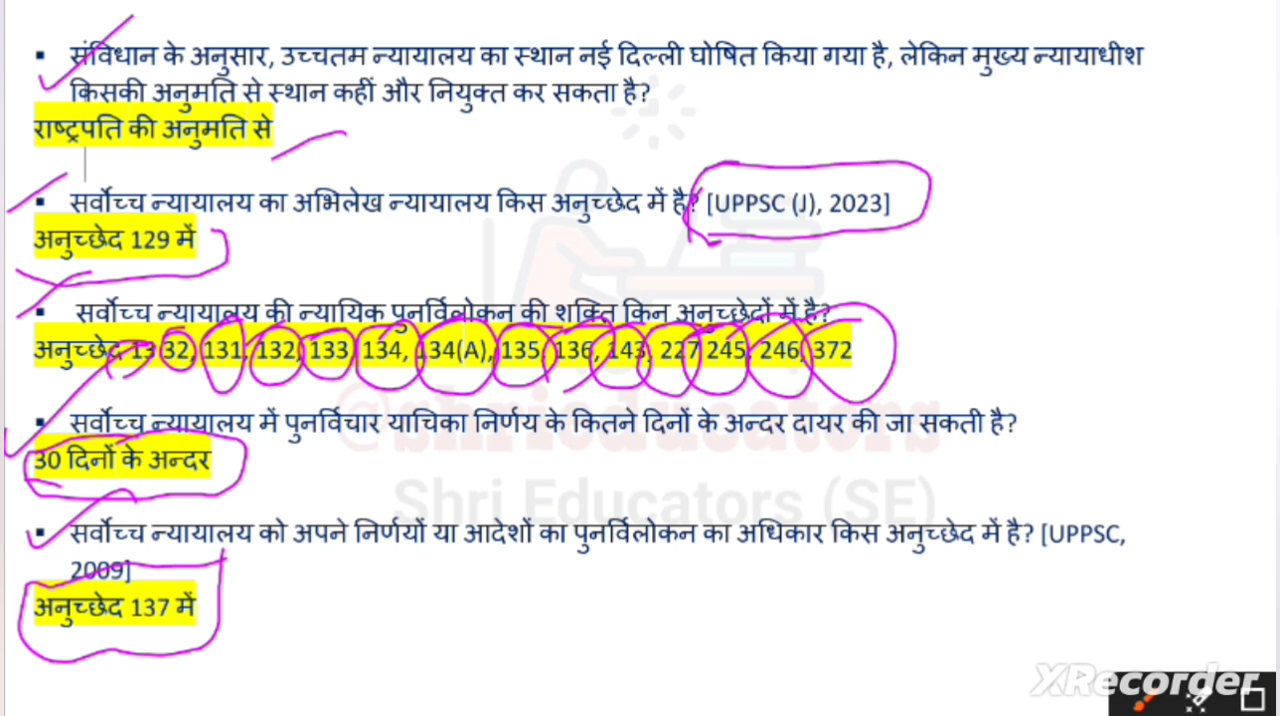 ▪ संविधान के अनुसार, उच्चतम न्यायालय का स्थान नई दिल्ली घोषित किया गया है, लेकिन मुख्य न्यायाधीश
किसकी अनुमति से स्थान कहीं और नियुक्त कर सकता है?
राष्ट्रपति की अनुमति से
▪ सर्वोच्च न्यायालय का अभिलेख न्यायालय किस अनुच्छेद में है? [UPPSC (J), 2023]
अनुच्छेद 129 में
▪ सर्वोच्च न्यायालय की न्यायिक पुनर्विलोकन की शक्ति किन अनुच्छेदों में है?
अनुच्छेद 13 32, 131, 132, 133 134, 134(A), 135, 136, 143, 227 245, 246, 372
@shrieducators
▪ सर्वोच्च न्यायालय में पुनर्विचार याचिका निर्णय के कितने दिनों के अन्दर दायर की जा सकती है?
30 दिनों के अन्दर
Shri Educators (SE)
▪ सर्वोच्च न्यायालय को अपने निर्णयों या आदेशों का पुनर्विलोकन का अधिकार किस अनुच्छेद में है? [UPPSC,
2009]
अनुच्छेद 137 में
XRecorder